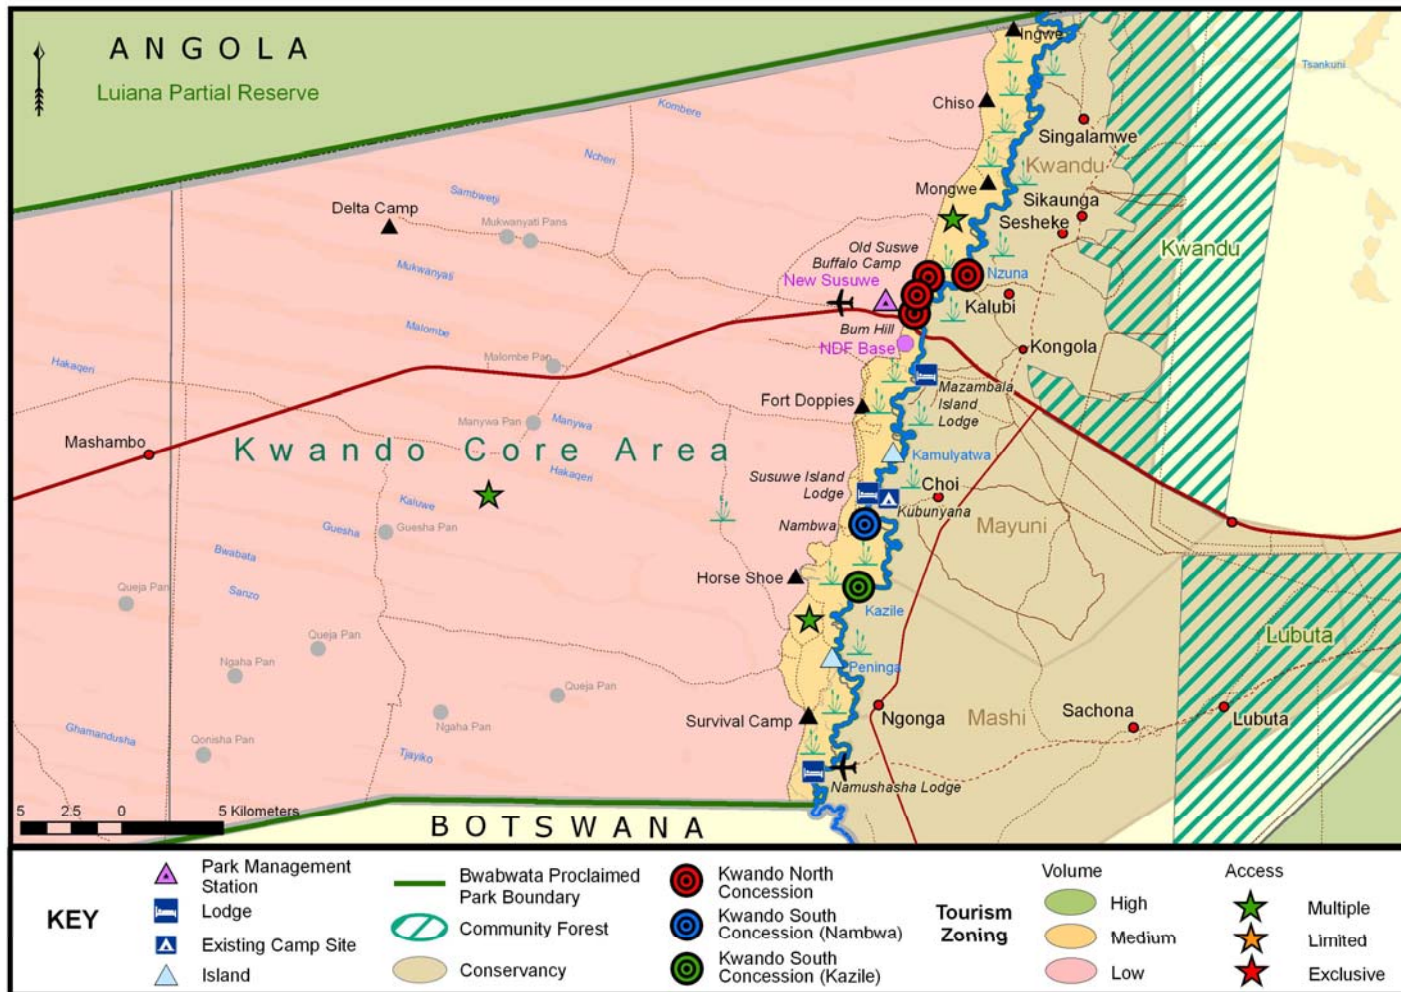 ANGOLA
Luiana Partial Reserve
Ingwe
Tsankuni
Kombere
Chiso
Singalamwe
Ncheri
Kwandu
Sambwetji
Mongwe
Delta Camp
Mukwanyati Pans
Sikaunga
Sesheke
Kwandu
Old Suswe
Buffalo Camp
Mukwanyati
New Susuwe
Nzuna
Kalubi
Malombe
Bum Hill
NDF Base
Kongola
Hakaqeri
Malombe Pan
Mazambala
Island
Lodge
Fort Doppies
Manywa Pan
Manywa
Mashambo
Kwando Core Area
Kamulyatwa
Hakaqeri
Susuwe Island
Lodge
Choi
Kaluwe
Kubunyana
Guesha
Guesha Pan
Nambwa
Mayuni
Bwabata
Horse Shoe
Queja Pan
Sanzo
Kazile
Queja Pan
Lubuta
Ngaha Pan
Peninga
Queja Pan
Ngaha Pan
Survival Camp
Ngonga
Mashi
Sachona
Lubuta
Ghamandusha
Qonisha Pan
Tjayiko
Namushasha Lodge
5 2.5 0 5 Kilometers
BOTSWANA
KEY
Park Management
Station
Lodge
Existing Camp Site
Island
Bwabwata Proclaimed
Park Boundary
Community Forest
Conservancy
Kwando North
Concession
Kwando South
Concession (Nambwa)
Kwando South
Concession (Kazile)
Tourism
Zoning
Volume
High
Medium
Low
Access
Multiple
Limited
Exclusive